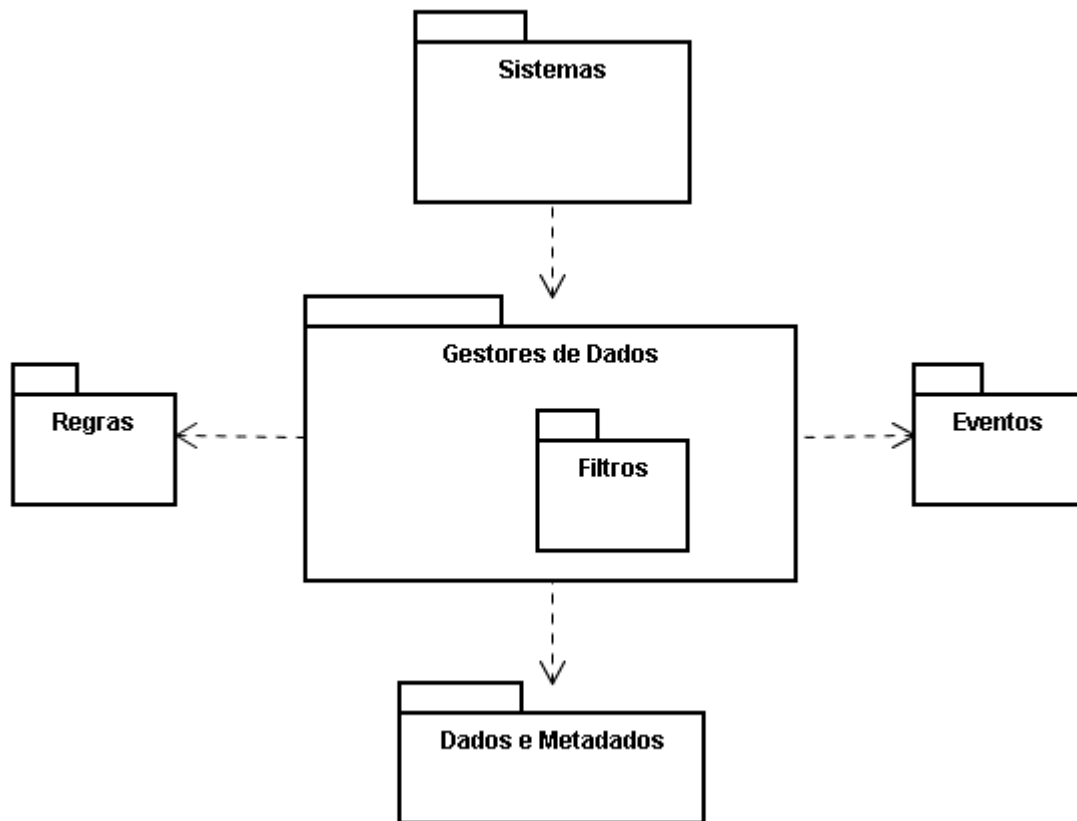 Sistemas
Gestores de Dados
Regras
Filtros
Eventos
Dados e Metadados